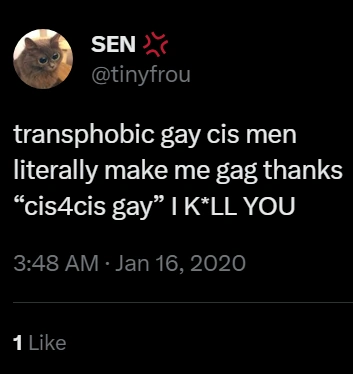 SEN 💢
@tinyfrou
transphobic gay cis men
literally make me gag thanks
“cis4cis gay” I K*LL YOU
3:48 AM · Jan 16, 2020
1 Like